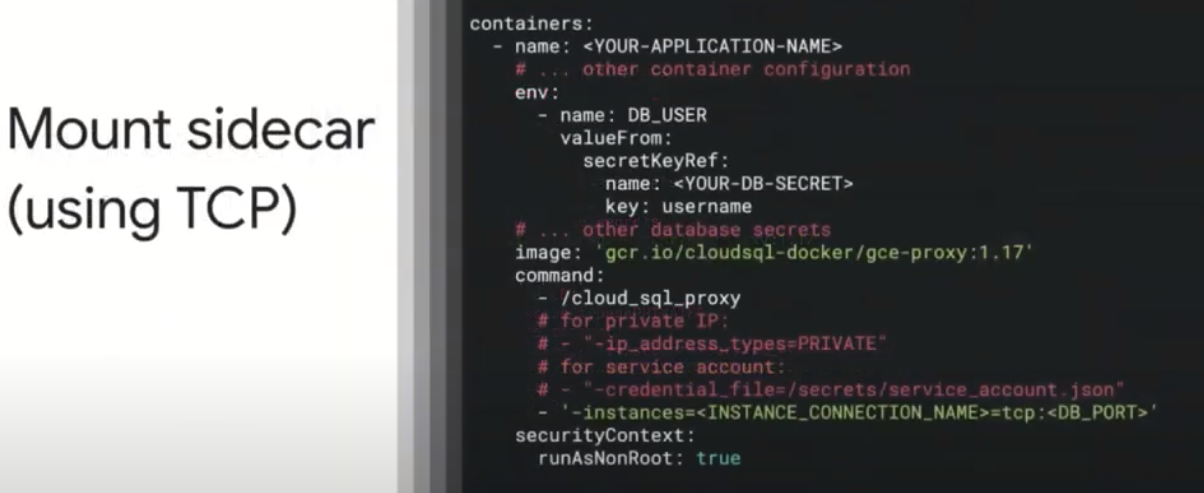 Mount sidecar
(using TCP)
containers:
  - name: <YOUR-APPLICATION-NAME>
    # ... other container configuration
    env:
      - name: DB_USER
        valueFrom:
          secretKeyRef:
            name: <YOUR-DB-SECRET>
            key: username
    # ... other database secrets
    image: 'gcr.io/cloudsql-docker/gce-proxy:1.17'
    command:
      - /cloud_sql_proxy
      # for private IP:
      # - "-ip_address_types=PRIVATE"
      # for service account:
      # - "-credential_file=/secrets/service_account.json"
      - '-instances=<INSTANCE_CONNECTION_NAME>=tcp:<DB_PORT>'
    securityContext:
      runAsNonRoot: true